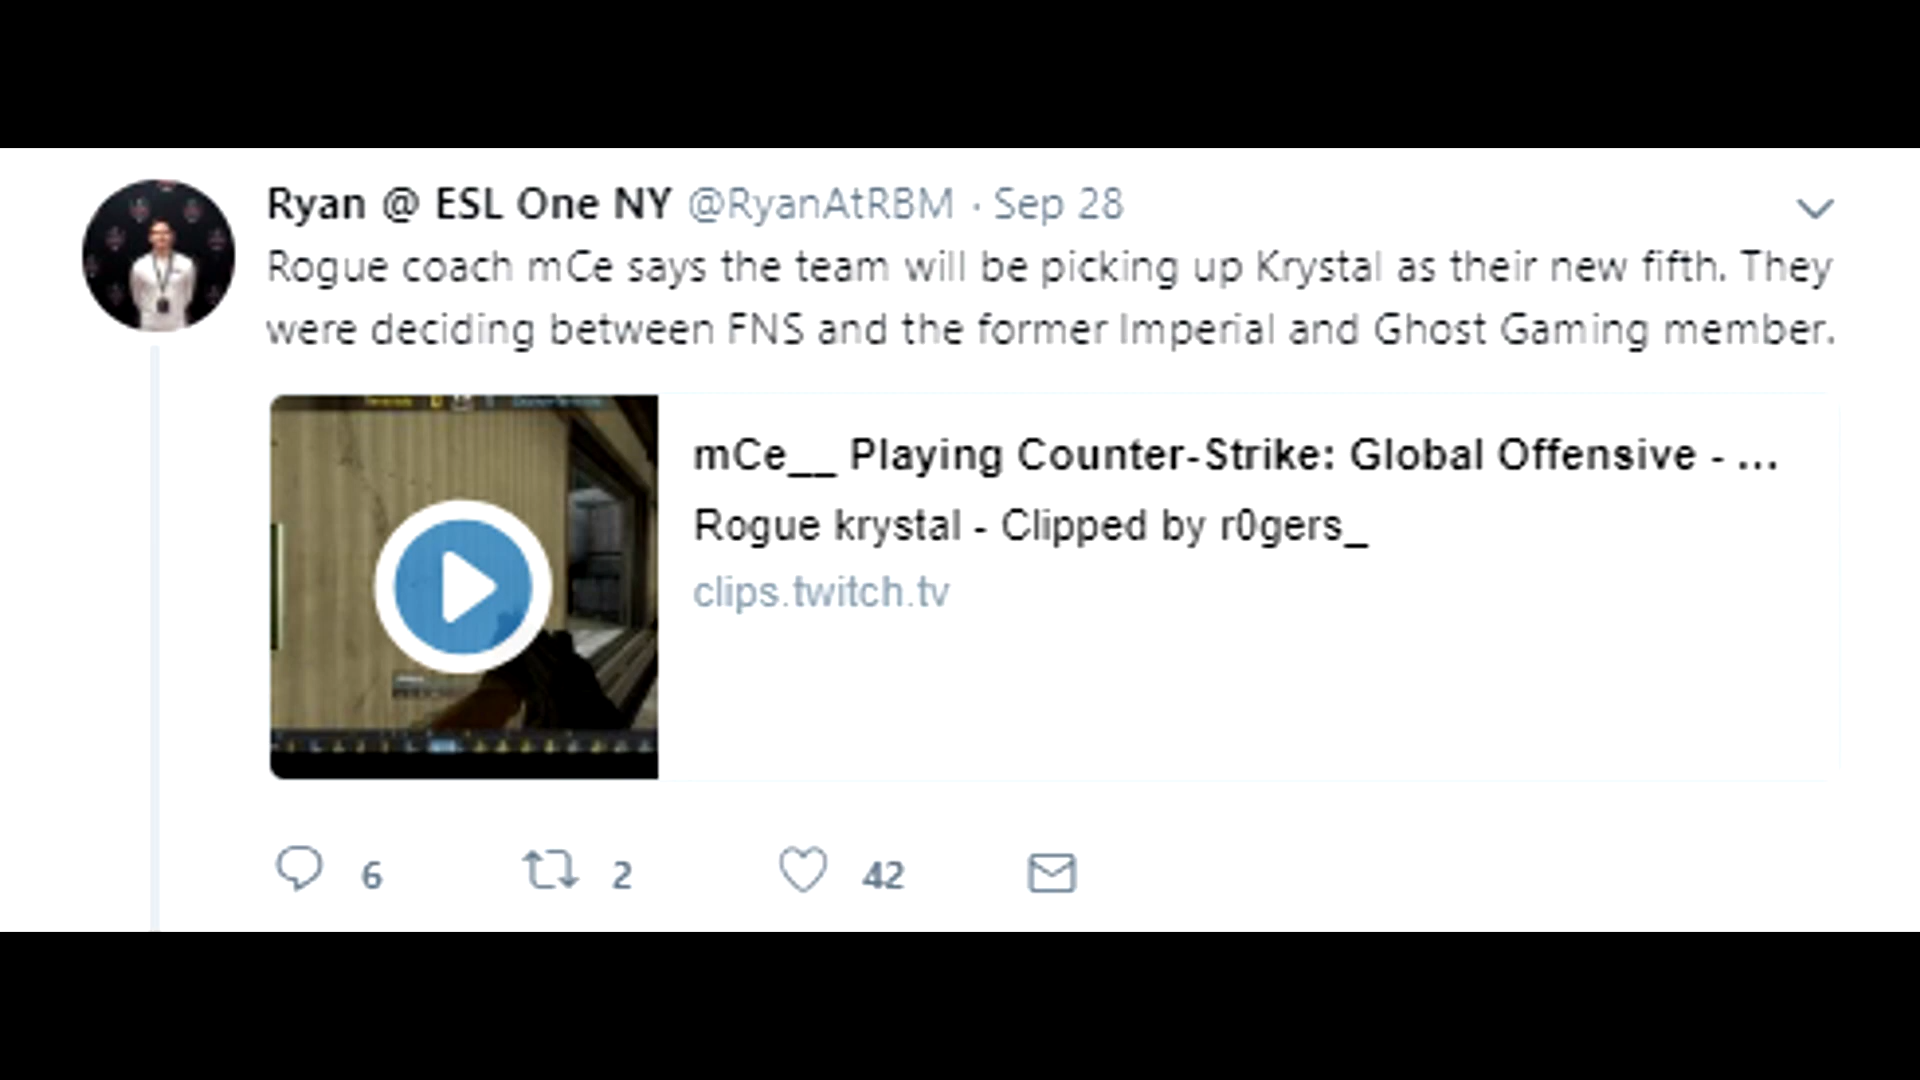 Ryan @ ESL One NY @RyanAtRBM · Sep 28
Rogue coach mCe says the team will be picking up Krystal as their new fifth. They
were deciding between FNS and the former Imperial and Ghost Gaming member.
mCe__ Playing Counter-Strike: Global Offensive - ...
Rogue krystal - Clipped by r0gers_
clips.twitch.tv
6 2 42